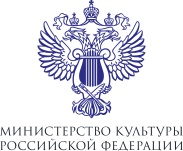 МИНИСТЕРСТВО КУЛЬТУРЫ
РОССИЙСКОЙ ФЕДЕРАЦИИ